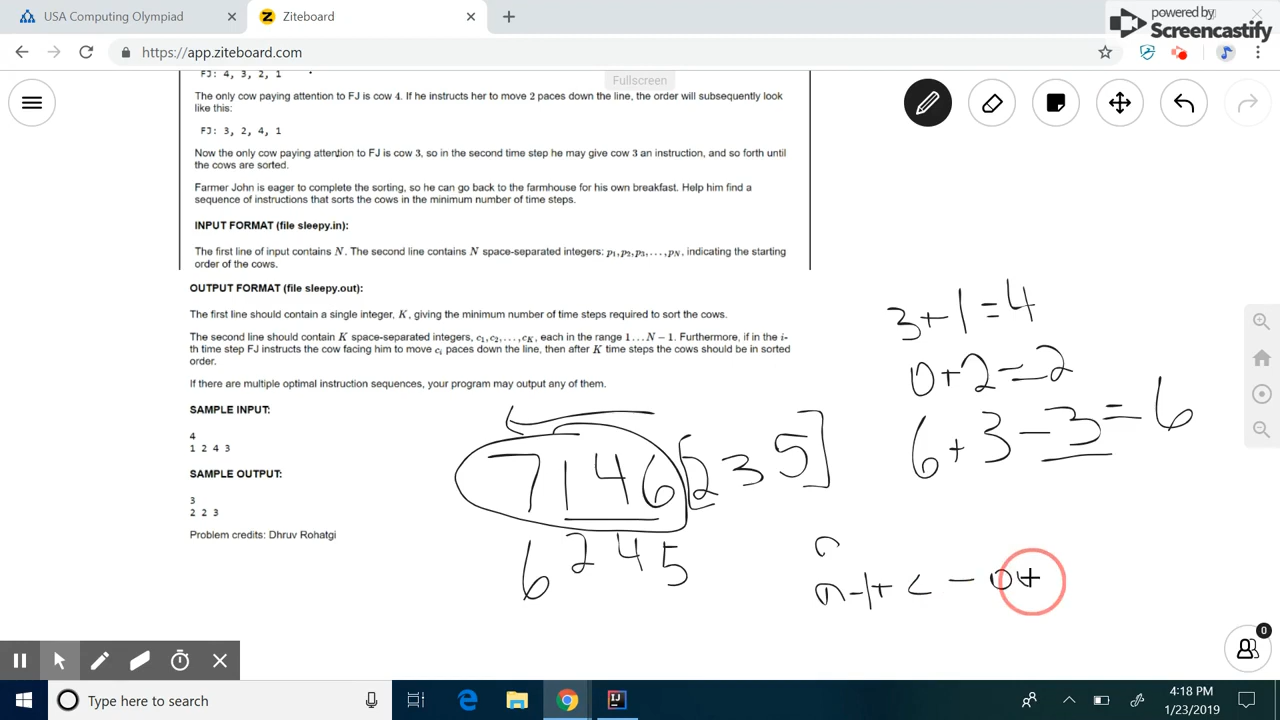 USA Computing Olympiad
Ziteboard
powered by
Screencastify
https://app.ziteboard.com
Fullscreen
FJ: 4, 3, 2, 1
The only cow paying attention to FJ is cow 4. If he instructs her to move 2 paces down the line, the order will subsequently look
like this:
FJ: 3, 2, 4, 1
Now the only cow paying attention to FJ is cow 3, so in the second time step he may give cow 3 an instruction, and so forth until
the cows are sorted.
Farmer John is eager to complete the sorting, so he can go back to the farmhouse for his own breakfast. Help him find a
sequence of instructions that sorts the cows in the minimum number of time steps.
INPUT FORMAT (file sleepy.in):
The first line of input contains N. The second line contains N space-separated integers: p1,p2,p3,...,pN, indicating the starting
order of the cows.
OUTPUT FORMAT (file sleepy.out):
The first line should contain a single integer, K, giving the minimum number of time steps required to sort the cows.
The second line should contain K space-separated integers, c1,c2,...,cK, each in the range 1...N − 1. Furthermore, if in the i-
th time step FJ instructs the cow facing him to move ci paces down the line, then after K time steps the cows should be in sorted
order.
If there are multiple optimal instruction sequences, your program may output any of them.
SAMPLE INPUT:
4
1 2 4 3
SAMPLE OUTPUT:
3
2 2 3
Problem credits: Dhruv Rohatgi
3+1=4
0+2=2
6+3-3=6
7146[235]
6 2 4 5
0
Type here to search
4:18 PM
1/23/2019